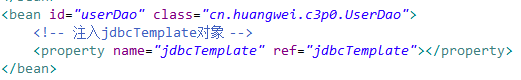 <bean id="userDao" class="cn.huangwei.c3p0.UserDao">
<!-- 注入jdbcTemplate对象 -->
<property name="jdbcTemplate" ref="jdbcTemplate"></property>
</bean>